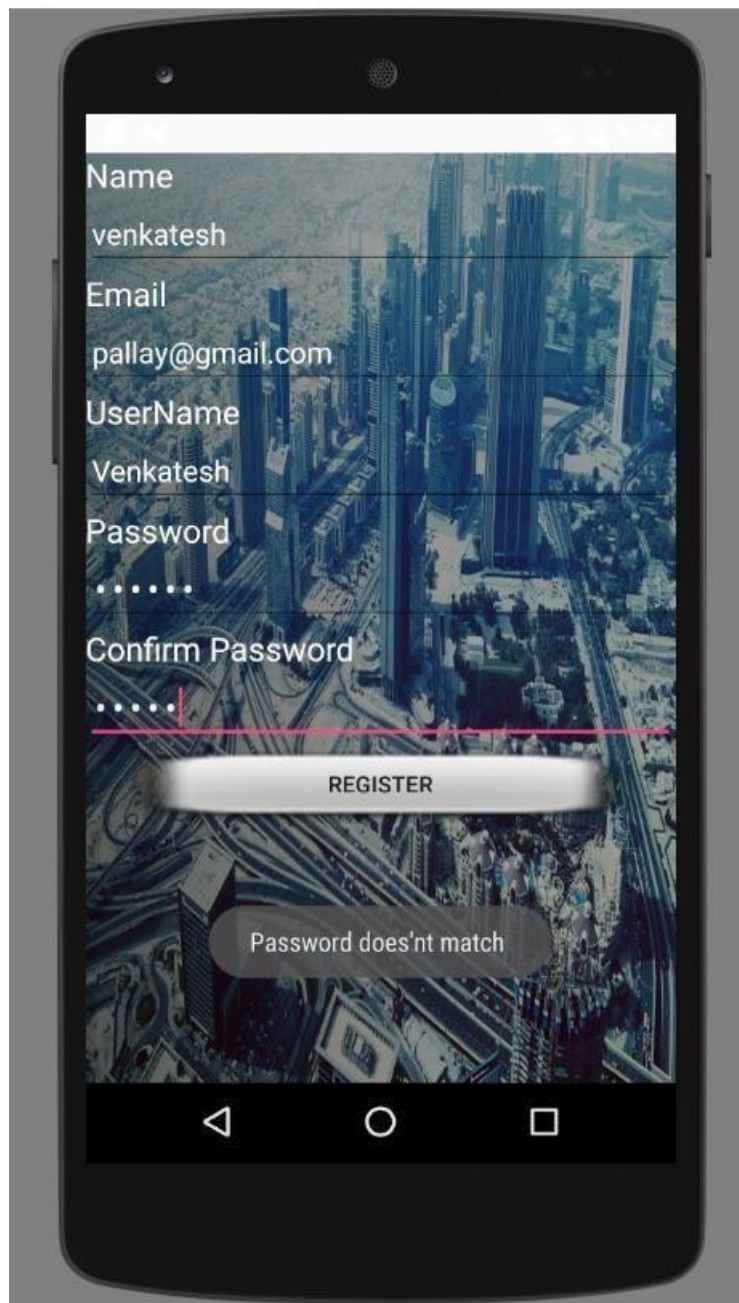 Name
venkatesh
Email
pallay@gmail.com
UserName
Venkatesh
Password
••••••
Confirm Password
•••••
REGISTER
Password does'nt match